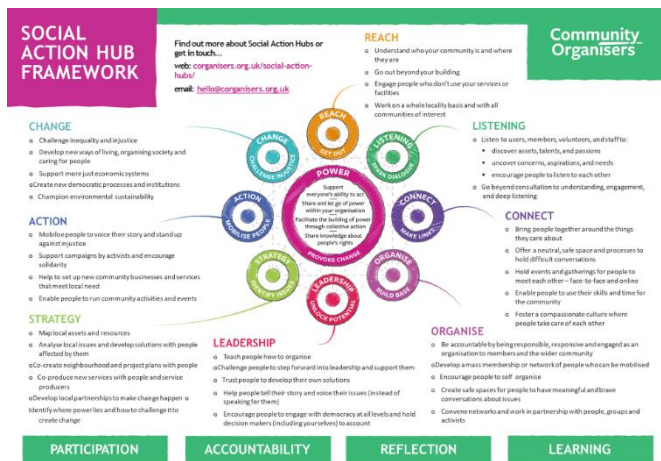 SOCIAL
ACTION HUB
FRAMEWORK
Find out more about Social Action Hubs or
get in touch...
web: corganisers.org.uk/social-action-
hubs/
email: hello@corganisers.org.uk
REACH
Understand who your community is and where
they are
Go out beyond your building
Engage people who don't use your services or
facilities
Work on a whole locality basis and with all
communities of interest
Community
Organisers
CHANGE
Challenge inequality and injustice
Develop new ways of living, organising society and
caring for people
Support more just economic systems
Create new democratic processes and institutions
Champion environmental sustainability
LISTENING
Listen to users, members, volunteers, and staff to:
discover assets, talents, and passions
uncover concerns, aspirations, and needs
encourage people to listen to each other
Go beyond consultation to understanding, engagement,
and deep listening
ACTION
Mobilise people to voice their story and stand up
against injustice
Support campaigns by activists and encourage
solidarity
Help to set up new community businesses and services
that meet local need
Enable people to run community activities and events
CONNECT
Bring people together around the things
they care about
Offer a neutral, safe space and processes to
hold difficult conversations
Hold events and gatherings for people to
meet each other – face-to-face and online
Enable people to use their skills and time for
the community
Foster a compassionate culture where
people take care of each other
STRATEGY
Map local assets and resources
Analyse local issues and develop solutions with people
affected by them
Co-create neighbourhood and project plans with people
Co-produce new services with people and service
producers
Develop local partnerships to make change happen
Identify where power lies and how to challenge it to
create change
LEADERSHIP
Teach people how to organise
Challenge people to step forward into leadership and support them
Trust people to develop their own solutions
Help people tell their story and voice their issues (instead of
speaking for them)
Encourage people to engage with democracy at all levels and hold
decision makers (including yourselves) to account
ORGANISE
Be accountable by being responsible, responsive and engaged as an
organisation to members and the wider community
Develop a mass membership or network of people who can be mobilised
Encourage people to self organise
Create safe spaces for people to have meaningful and brave
conversations about issues
Convene networks and work in partnership with people, groups and
activists
REACH
GET OUT
LISTENING
SPARK DIALOGUE
CONNECT
MAKE LINKS
ORGANISE
BUILD BASE
LEADERSHIP
UNLOCK POTENTIAL
STRATEGY
IDENTIFY ISSUES
ACTION
MOBILISE PEOPLE
CHANGE
CHALLENGE INJUSTICE
POWER
Support
everyone's ability to act
Share and let go of power
within your organisation
Facilitate the building of power
through collective action
Share knowledge about
people's rights
PROVOKE CHANGE
PARTICIPATION
ACCOUNTABILITY
REFLECTION
LEARNING